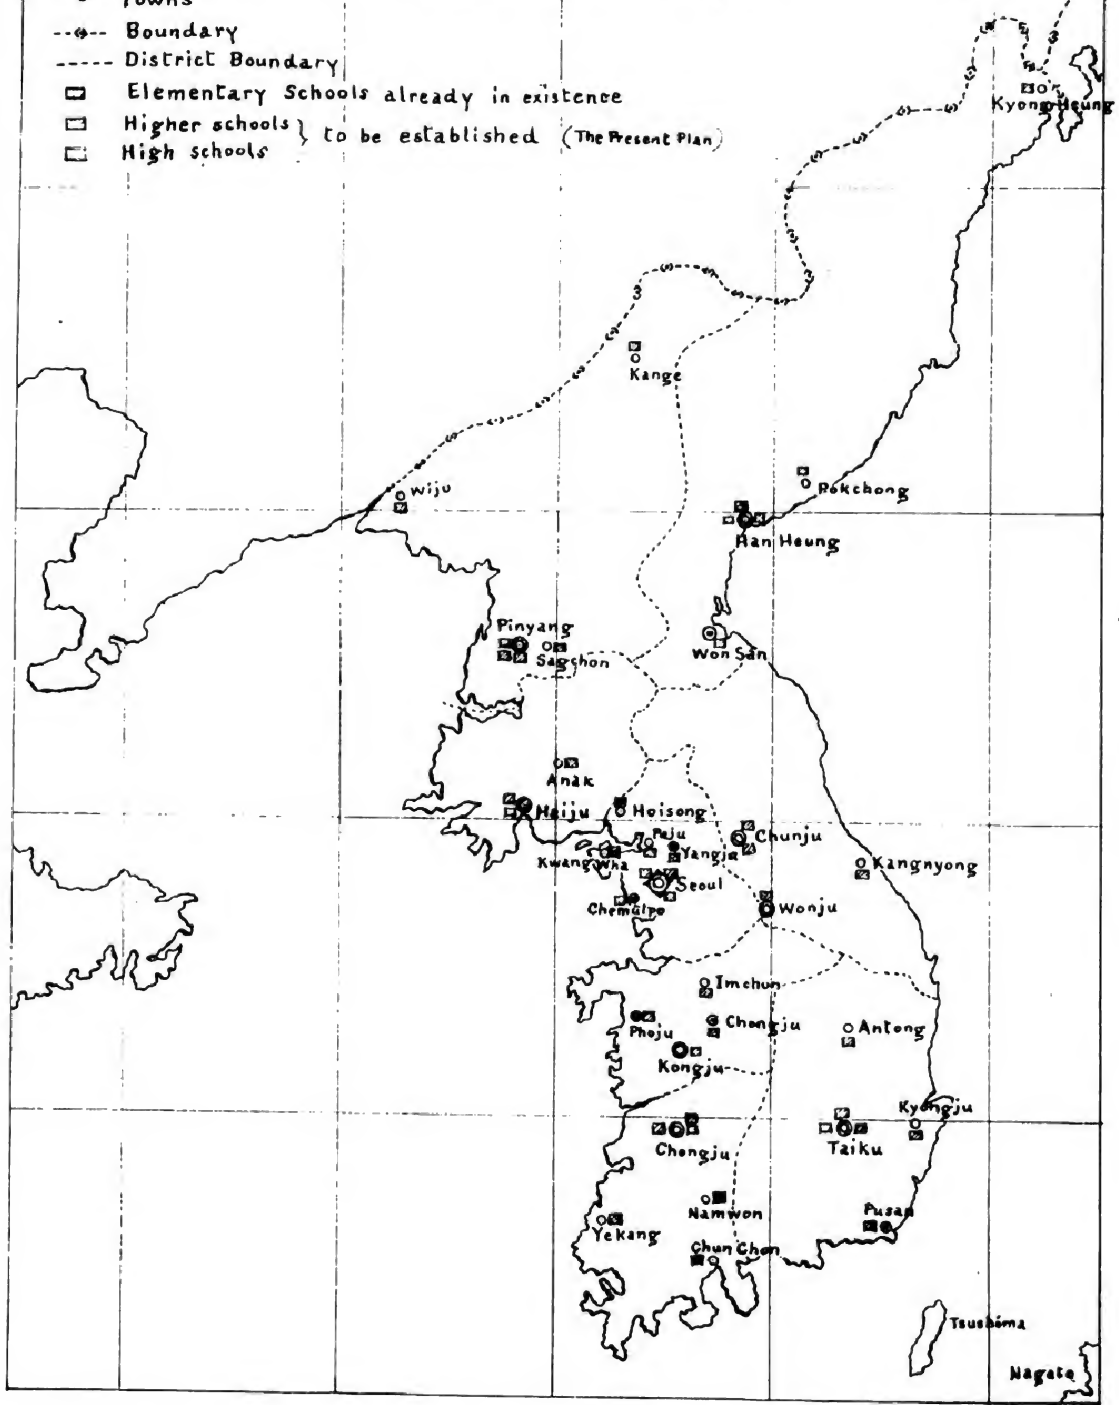 Towns
Boundary
District Boundary
Elementary Schools already in existence
Higher schools } to be established (The Present Plan)
High schools
Kyong Heung
Kange
Wiju
Pokchong
Han Heung
Pinyang
Sagchon
Won San
Anak
Haiju
Hoisong
Paju
Chunju
Kwang Wha
Yangja
Kangnyong
Seoul
Chemulpo
Wonju
Imchun
Phoju
Chongju
Antong
Kongju
Kyongju
Chongju
Taiku
Namwon
Pusan
Yekang
Chun Chon
Tsushima
Nagato